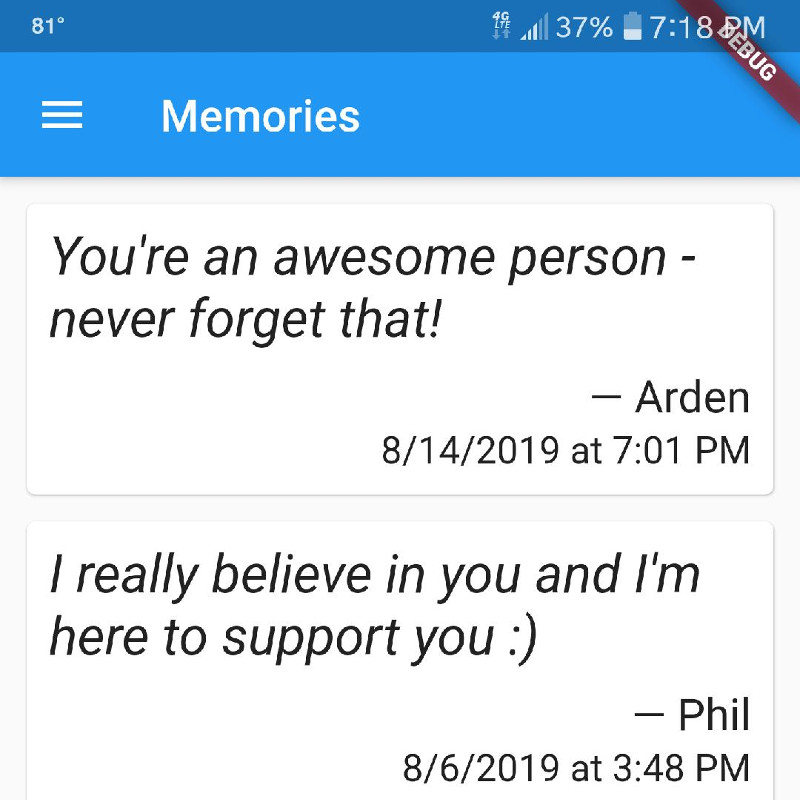 81°
4G LTE 37% 7:18 PM
DEBUG
Memories
You're an awesome person -
never forget that!
— Arden
8/14/2019 at 7:01 PM
I really believe in you and I'm
here to support you :)
— Phil
8/6/2019 at 3:48 PM